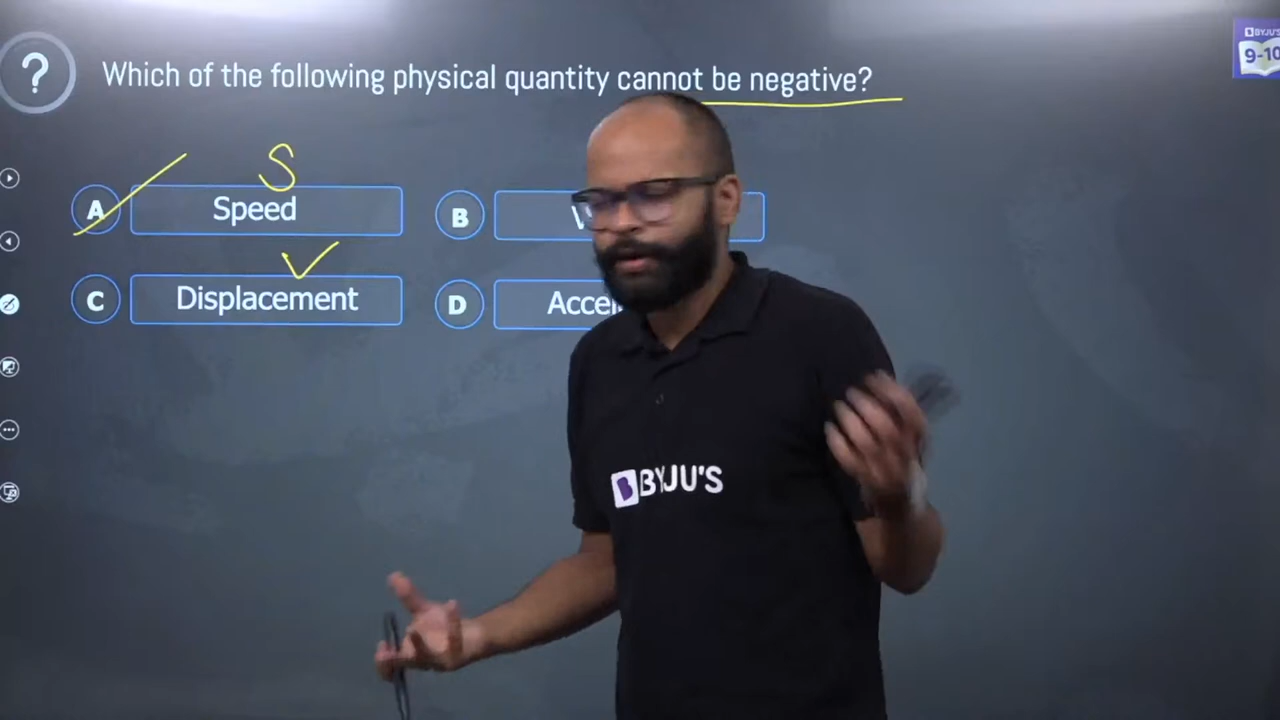 ?
Which of the following physical quantity cannot be negative?
BYJU'S
9-10
S
A
Speed
B
C
Displacement
D
BYJU'S